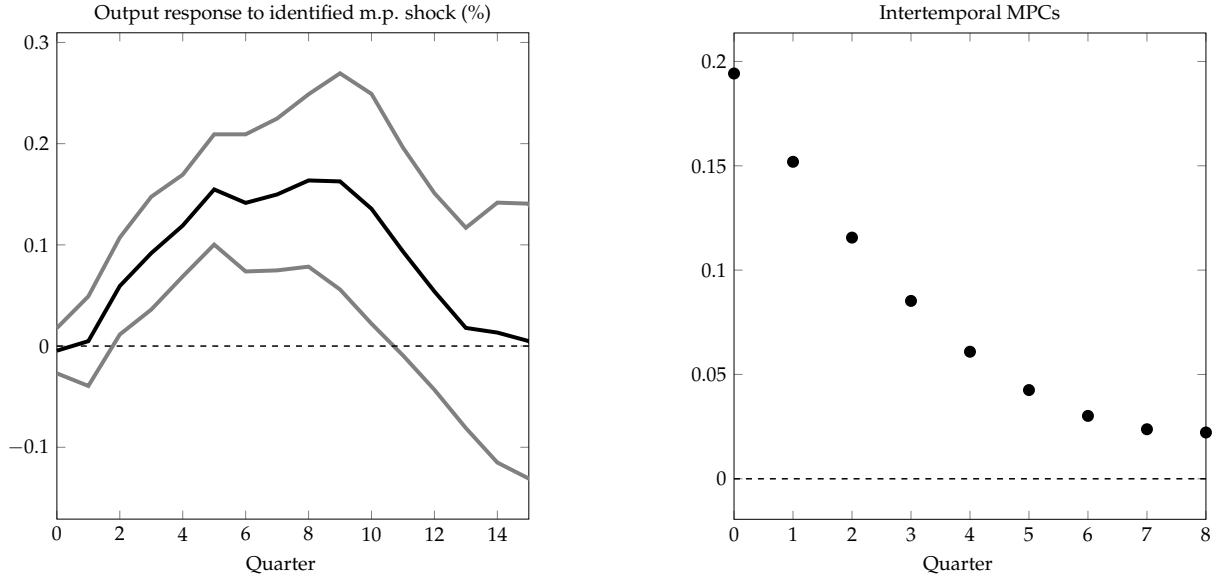 Output response to identified m.p. shock (%)
0.3
0.2
0.1
0
−0.1
0 2 4 6 8 10 12 14
Quarter
Intertemporal MPCs
0.2
0.15
0.1
0.05
0
0 1 2 3 4 5 6 7 8
Quarter